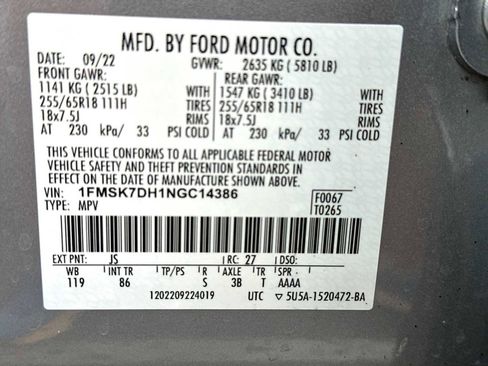 MFD. BY FORD MOTOR CO.
DATE: 09/22 GVWR: 2635 KG ( 5810 LB)
FRONT GAWR: REAR GAWR:
1141 KG ( 2515 LB) 1547 KG ( 3410 LB)
255/65R18 111H TIRES 255/65R18 111H TIRES
18x7.5J RIMS 18x7.5J RIMS
AT 230 kPa/ 33 PSI COLD AT 230 kPa/ 33 PSI COLD
THIS VEHICLE CONFORMS TO ALL APPLICABLE FEDERAL MOTOR
VEHICLE SAFETY AND THEFT PREVENTION STANDARDS IN
EFFECT ON THE DATE OF MANUFACTURE SHOWN ABOVE.
VIN: 1FMSK7DH1NGC14386 F0067
TYPE: MPV T0265
EXT PNT: JS RC: 27 DSO:
WB INT TR TP/PS R AXLE TR SPR
119 86 S 3B T AAAA
1202209224019 UTC ▽ 5U5A-1520472-BA